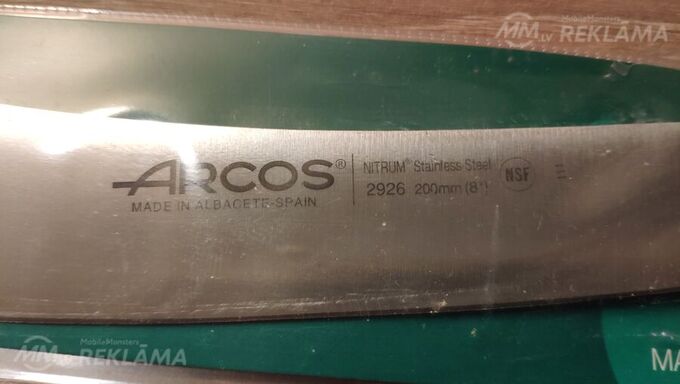 MobileMonsters
MM.LV REKLĀMA
ARCOS®
MADE IN ALBACETE-SPAIN
NITRUM® Stainless Steel
2926 200mm (8")
NSF
MobileMonsters
MM.LV REKLĀMA
MA